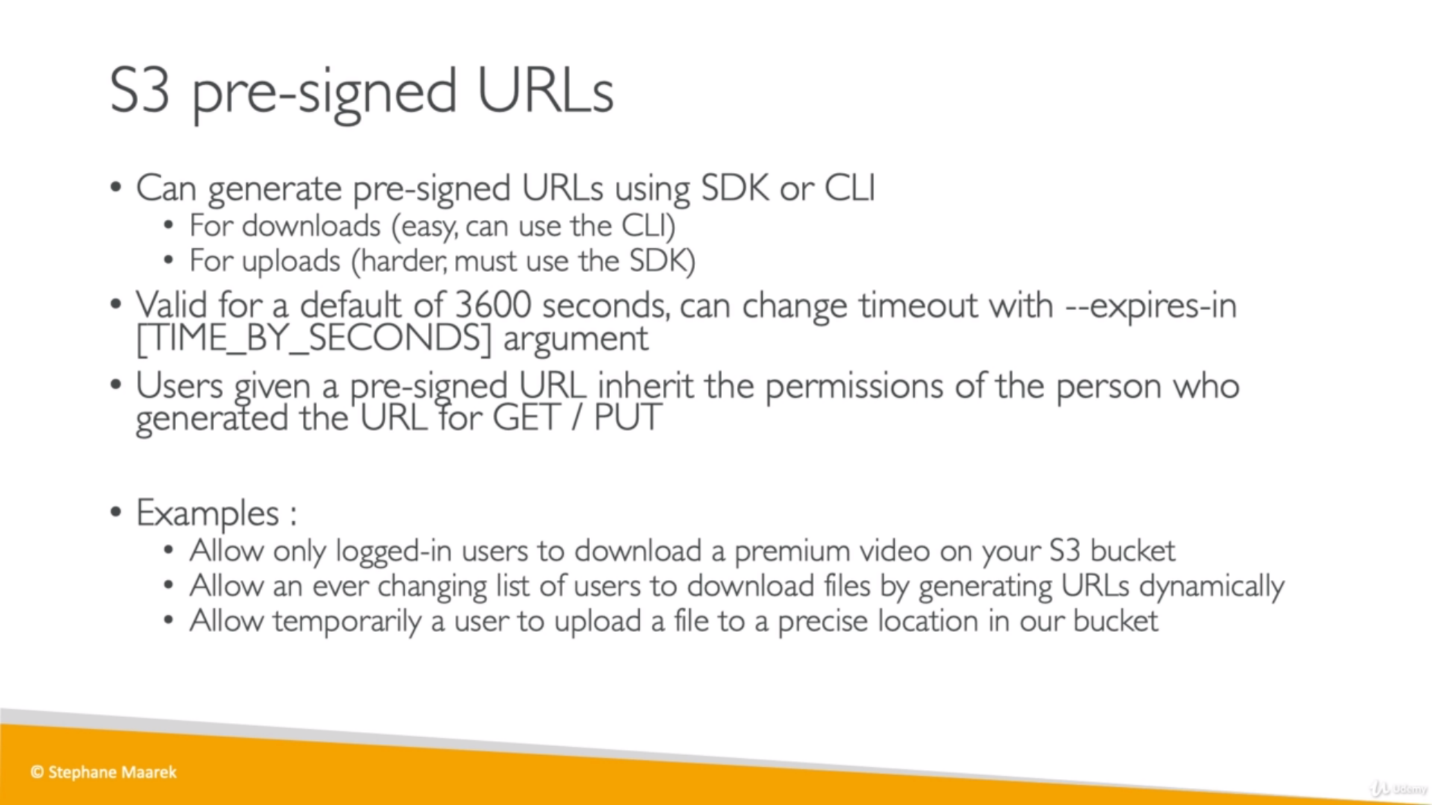 S3 pre-signed URLs
• Can generate pre-signed URLs using SDK or CLI
• For downloads (easy, can use the CLI)
• For uploads (harder, must use the SDK)
• Valid for a default of 3600 seconds, can change timeout with --expires-in
[TIME_BY_SECONDS] argument
• Users given a pre-signed URL inherit the permissions of the person who
generated the URL for GET / PUT
• Examples :
• Allow only logged-in users to download a premium video on your S3 bucket
• Allow an ever changing list of users to download files by generating URLs dynamically
• Allow temporarily a user to upload a file to a precise location in our bucket
© Stephane Maarek
Udemy